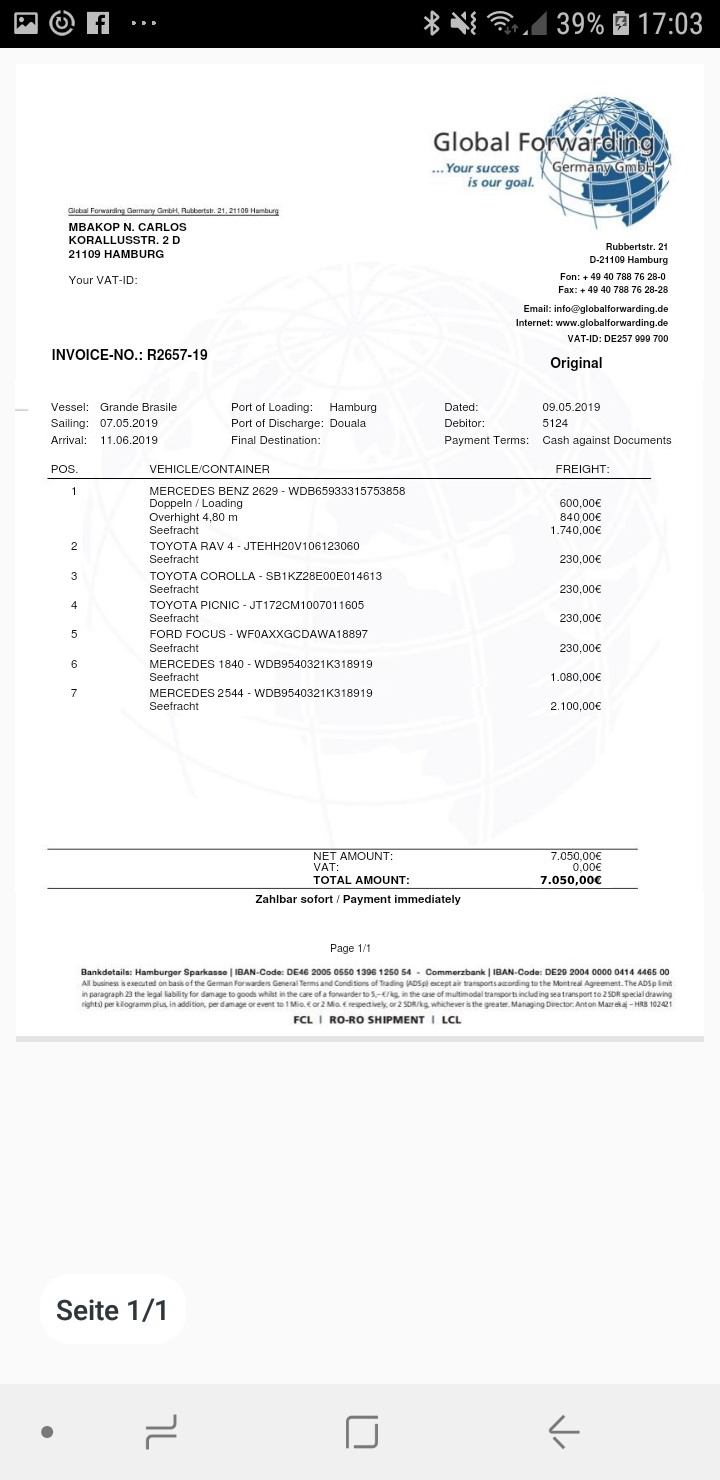 39% 17:03
Global Forwarding
Germany GmbH
...Your success
is our goal.
Global Forwarding Germany GmbH, Rubbertstr. 21, 21109 Hamburg
MBAKOP N. CARLOS
KORALLUSSTR. 2 D
21109 HAMBURG
Your VAT-ID:
Rubbertstr. 21
D-21109 Hamburg
Fon: + 49 40 788 76 28-0
Fax: + 49 40 788 76 28-28
Email: info@globalforwarding.de
Internet: www.globalforwarding.de
VAT-ID: DE257 999 700
INVOICE-NO.: R2657-19
Original
Vessel: Grande Brasile Port of Loading: Hamburg Dated: 09.05.2019
Sailing: 07.05.2019 Port of Discharge: Douala Debitor: 5124
Arrival: 11.06.2019 Final Destination: Payment Terms: Cash against Documents
POS. VEHICLE/CONTAINER FREIGHT:
1 MERCEDES BENZ 2629 - WDB65933315753858
Doppeln / Loading 600,00€
Overhight 4,80 m 840,00€
Seefracht 1.740,00€
2 TOYOTA RAV 4 - JTEHH20V106123060
Seefracht 230,00€
3 TOYOTA COROLLA - SB1KZ28E00E014613
Seefracht 230,00€
4 TOYOTA PICNIC - JT172CM1007011605
Seefracht 230,00€
5 FORD FOCUS - WF0AXXGCDAWA18897
Seefracht 230,00€
6 MERCEDES 1840 - WDB9540321K318919
Seefracht 1.080,00€
7 MERCEDES 2544 - WDB9540321K318919
Seefracht 2.100,00€
NET AMOUNT: 7.050,00€
VAT: 0,00€
TOTAL AMOUNT: 7.050,00€
Zahlbar sofort / Payment immediately
Page 1/1
Bankdetails: Hamburger Sparkasse | IBAN-Code: DE46 2005 0550 1396 1250 54 - Commerzbank | IBAN-Code: DE29 2004 0000 0414 4465 00
All business is executed on basis of the German Forwarders General Terms and Conditions of Trading (ADSp) except air transports according to the Montreal Agreement. The ADSp limit
in paragraph 23 the legal liability for damage to goods whilst in the care of a forwarder to 5,– €/kg, in the case of multimodal transports including sea transport to 2 SDR special drawing
rights) per kilogramm plus, in addition, per damage or event to 1 Mio. € or 2 Mio. € respectively, or 2 SDR/kg, whichever is the greater. Managing Director: Anton Mazrekaj – HRB 102421
FCL | RO-RO SHIPMENT | LCL
Seite 1/1